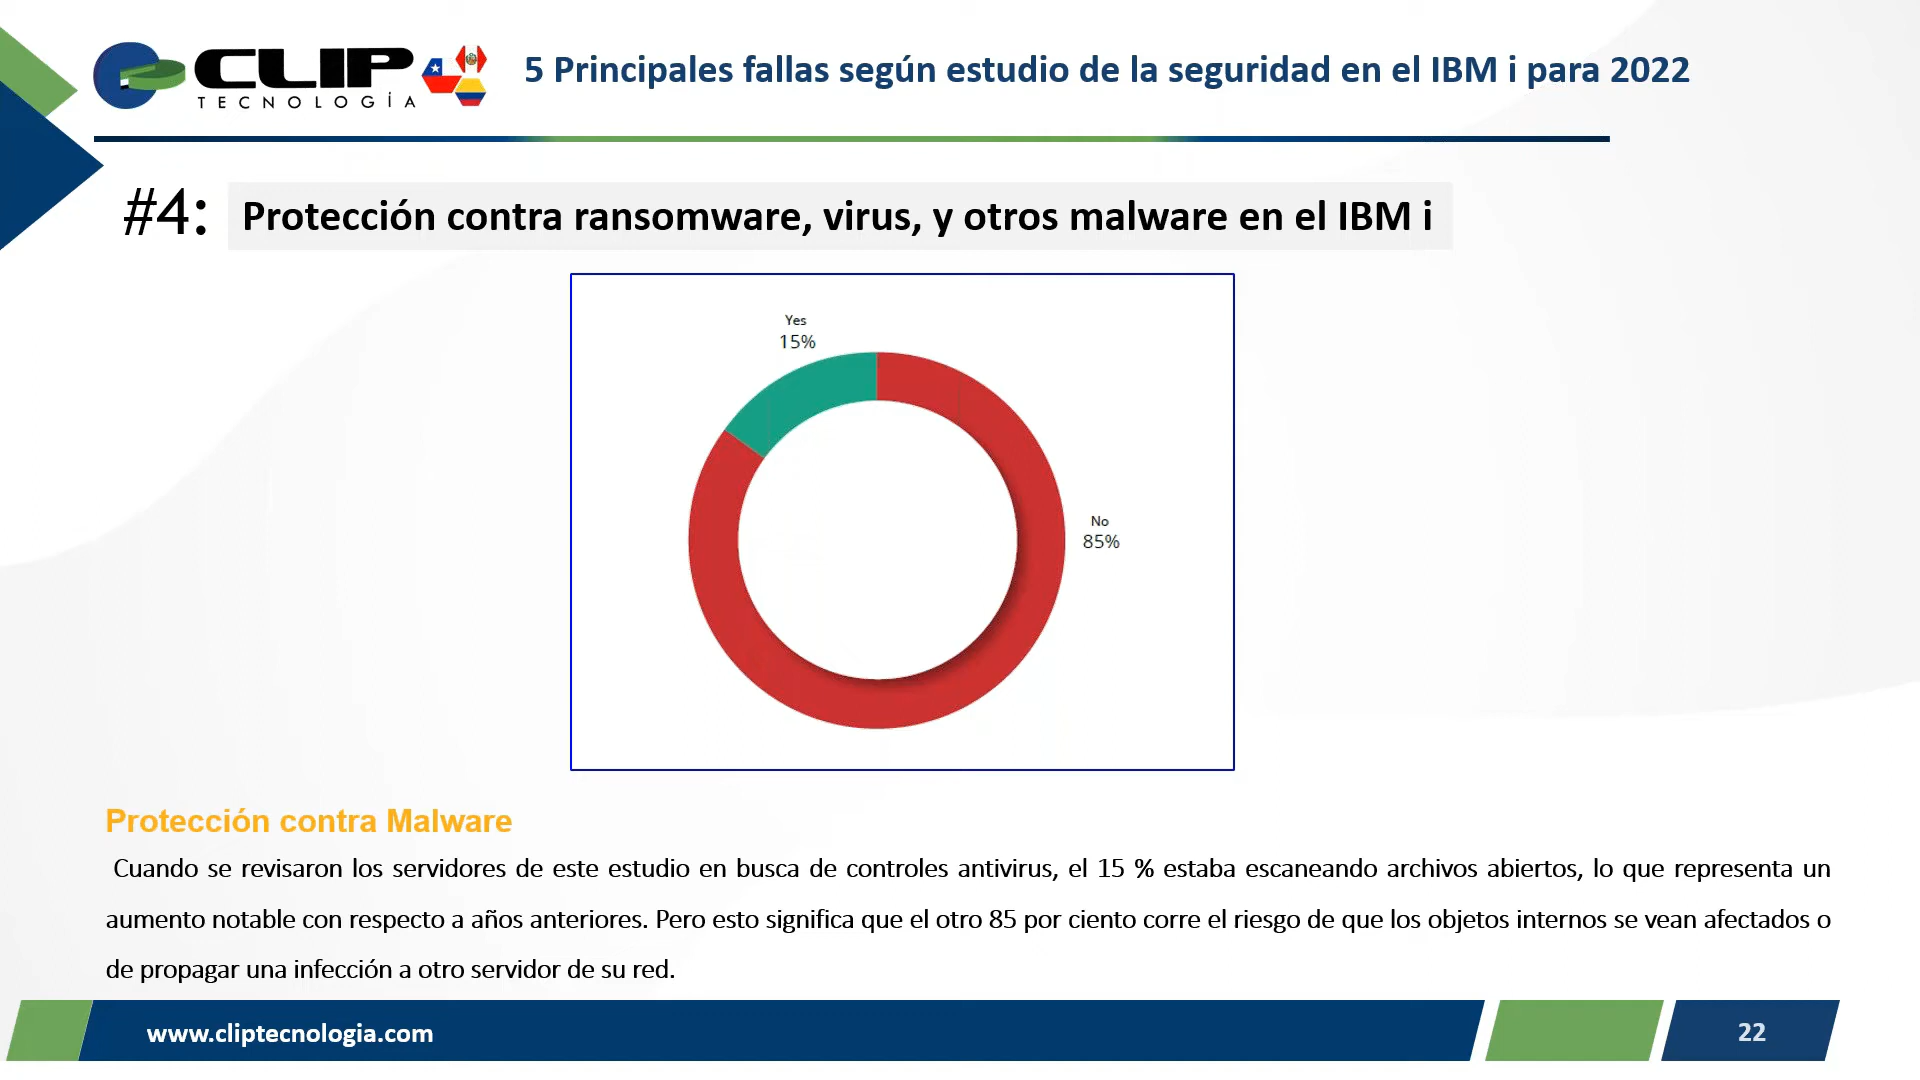 CLIP
TECNOLOGÍA
5 Principales fallas según estudio de la seguridad en el IBM i para 2022
#4:
Protección contra ransomware, virus, y otros malware en el IBM i
Yes
15%
No
85%
Protección contra Malware
Cuando se revisaron los servidores de este estudio en busca de controles antivirus, el 15 % estaba escaneando archivos abiertos, lo que representa un
aumento notable con respecto a años anteriores. Pero esto significa que el otro 85 por ciento corre el riesgo de que los objetos internos se vean afectados o
de propagar una infección a otro servidor de su red.
www.cliptecnologia.com
22